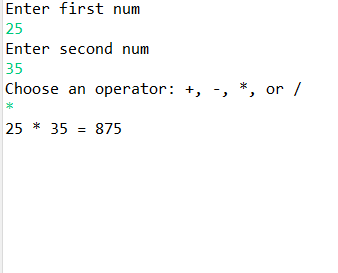 Enter first num
25
Enter second num
35
Choose an operator: +, -, *, or /
*
25 * 35 = 875